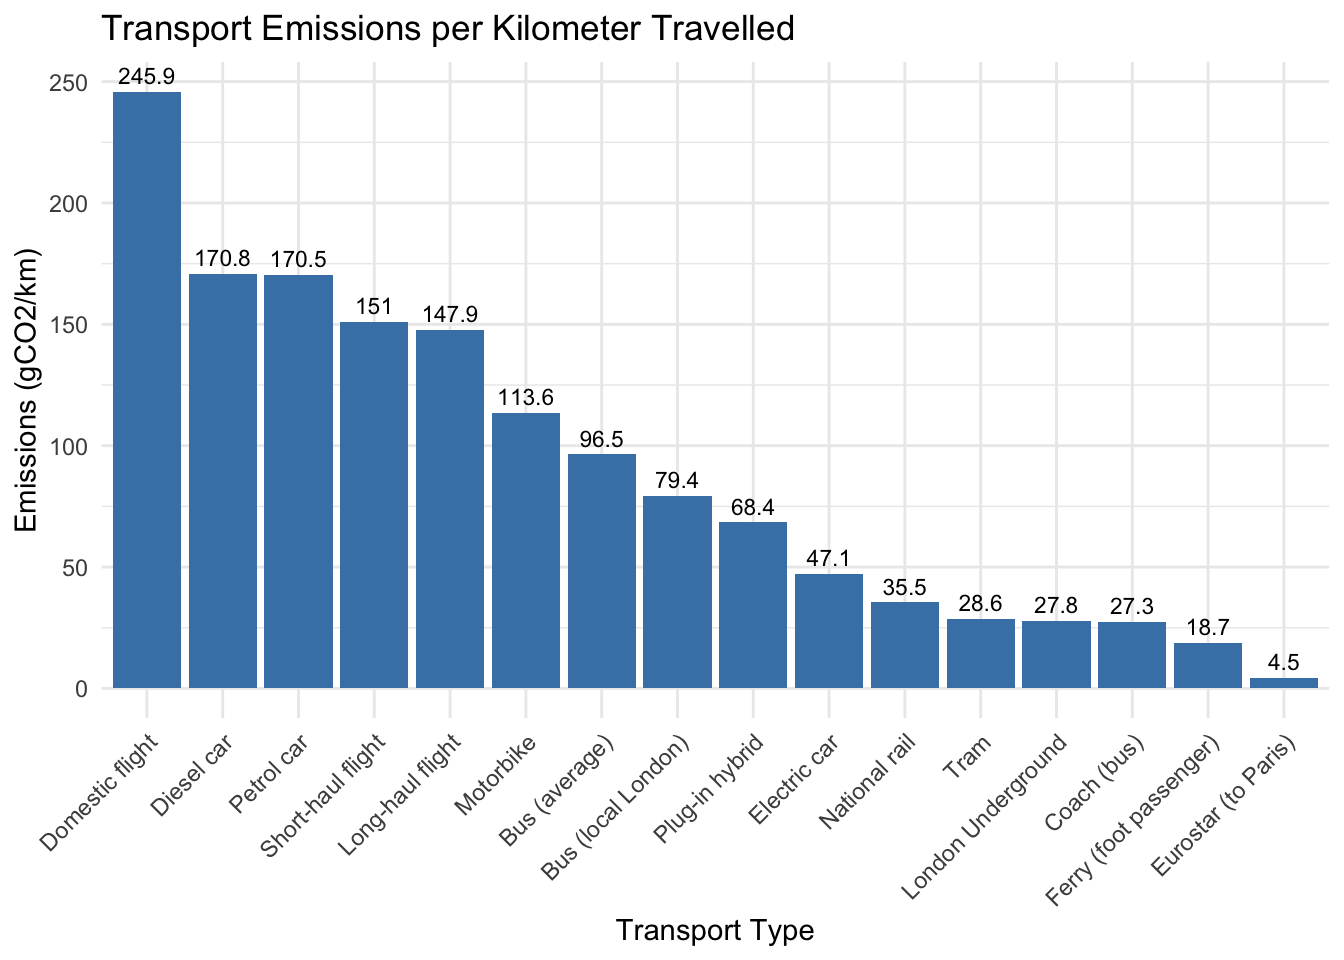 Transport Emissions per Kilometer Travelled
Emissions (gCO2/km)
250
200
150
100
50
0
245.9
170.8
170.5
151
147.9
113.6
96.5
79.4
68.4
47.1
35.5
28.6
27.8
27.3
18.7
4.5
Domestic flight
Diesel car
Petrol car
Short-haul flight
Long-haul flight
Motorbike
Bus (average)
Bus (local London)
Plug-in hybrid
Electric car
National rail
Tram
London Underground
Coach (bus)
Ferry (foot passenger)
Eurostar (to Paris)
Transport Type